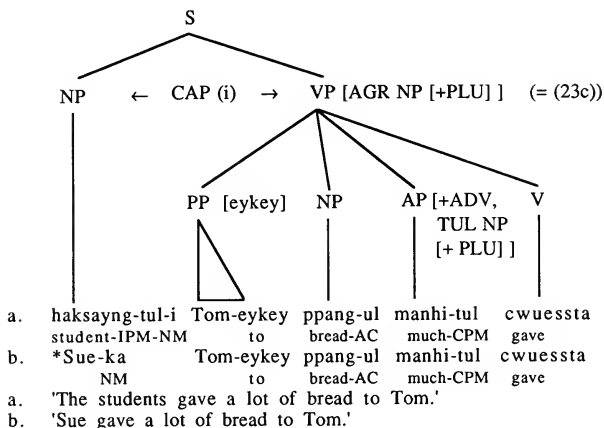 S
NP ← CAP (i) → VP [AGR NP [+PLU] ] (= (23c))
PP [eykey] NP AP [+ADV, V
TUL NP
[+ PLU] ]
a. haksayng-tul-i Tom-eykey ppang-ul manhi-tul cwuessta
student-IPM-NM to bread-AC much-CPM gave
b. *Sue-ka Tom-eykey ppang-ul manhi-tul cwuessta
NM to bread-AC much-CPM gave
a. 'The students gave a lot of bread to Tom.'
b. 'Sue gave a lot of bread to Tom.'